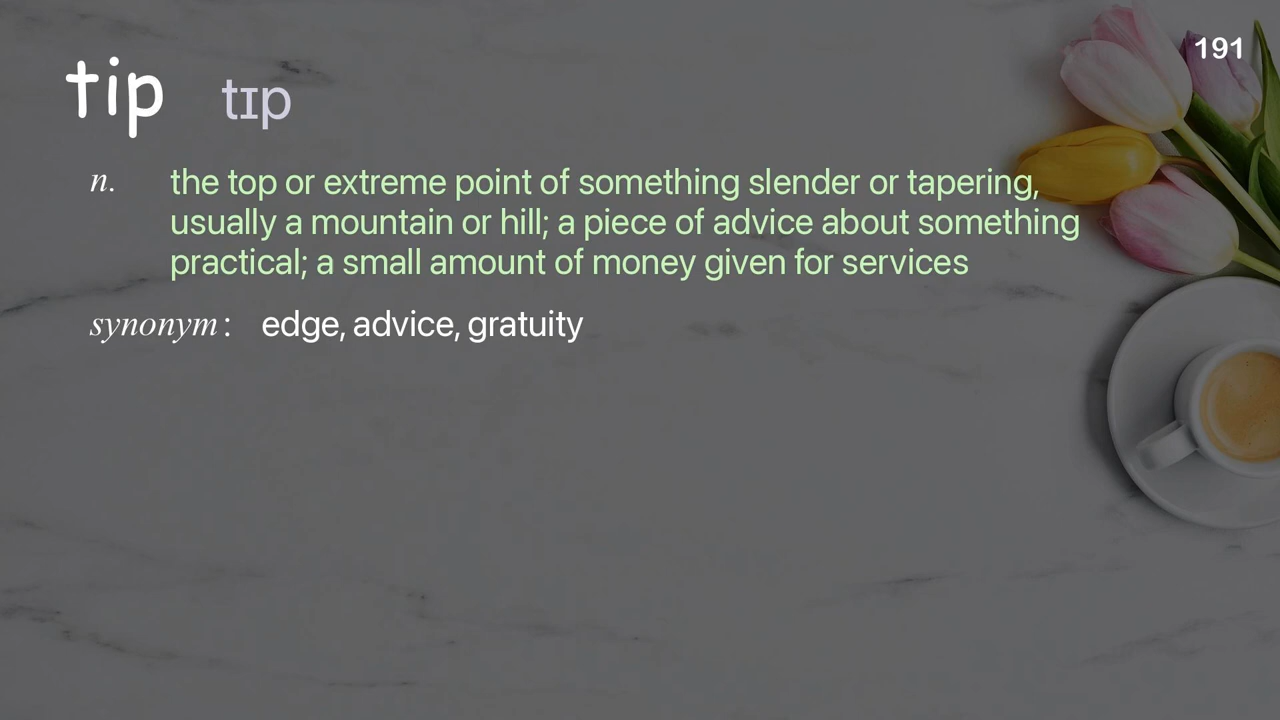 191
tip tɪp
n. the top or extreme point of something slender or tapering,
usually a mountain or hill; a piece of advice about something
practical; a small amount of money given for services
synonym: edge, advice, gratuity